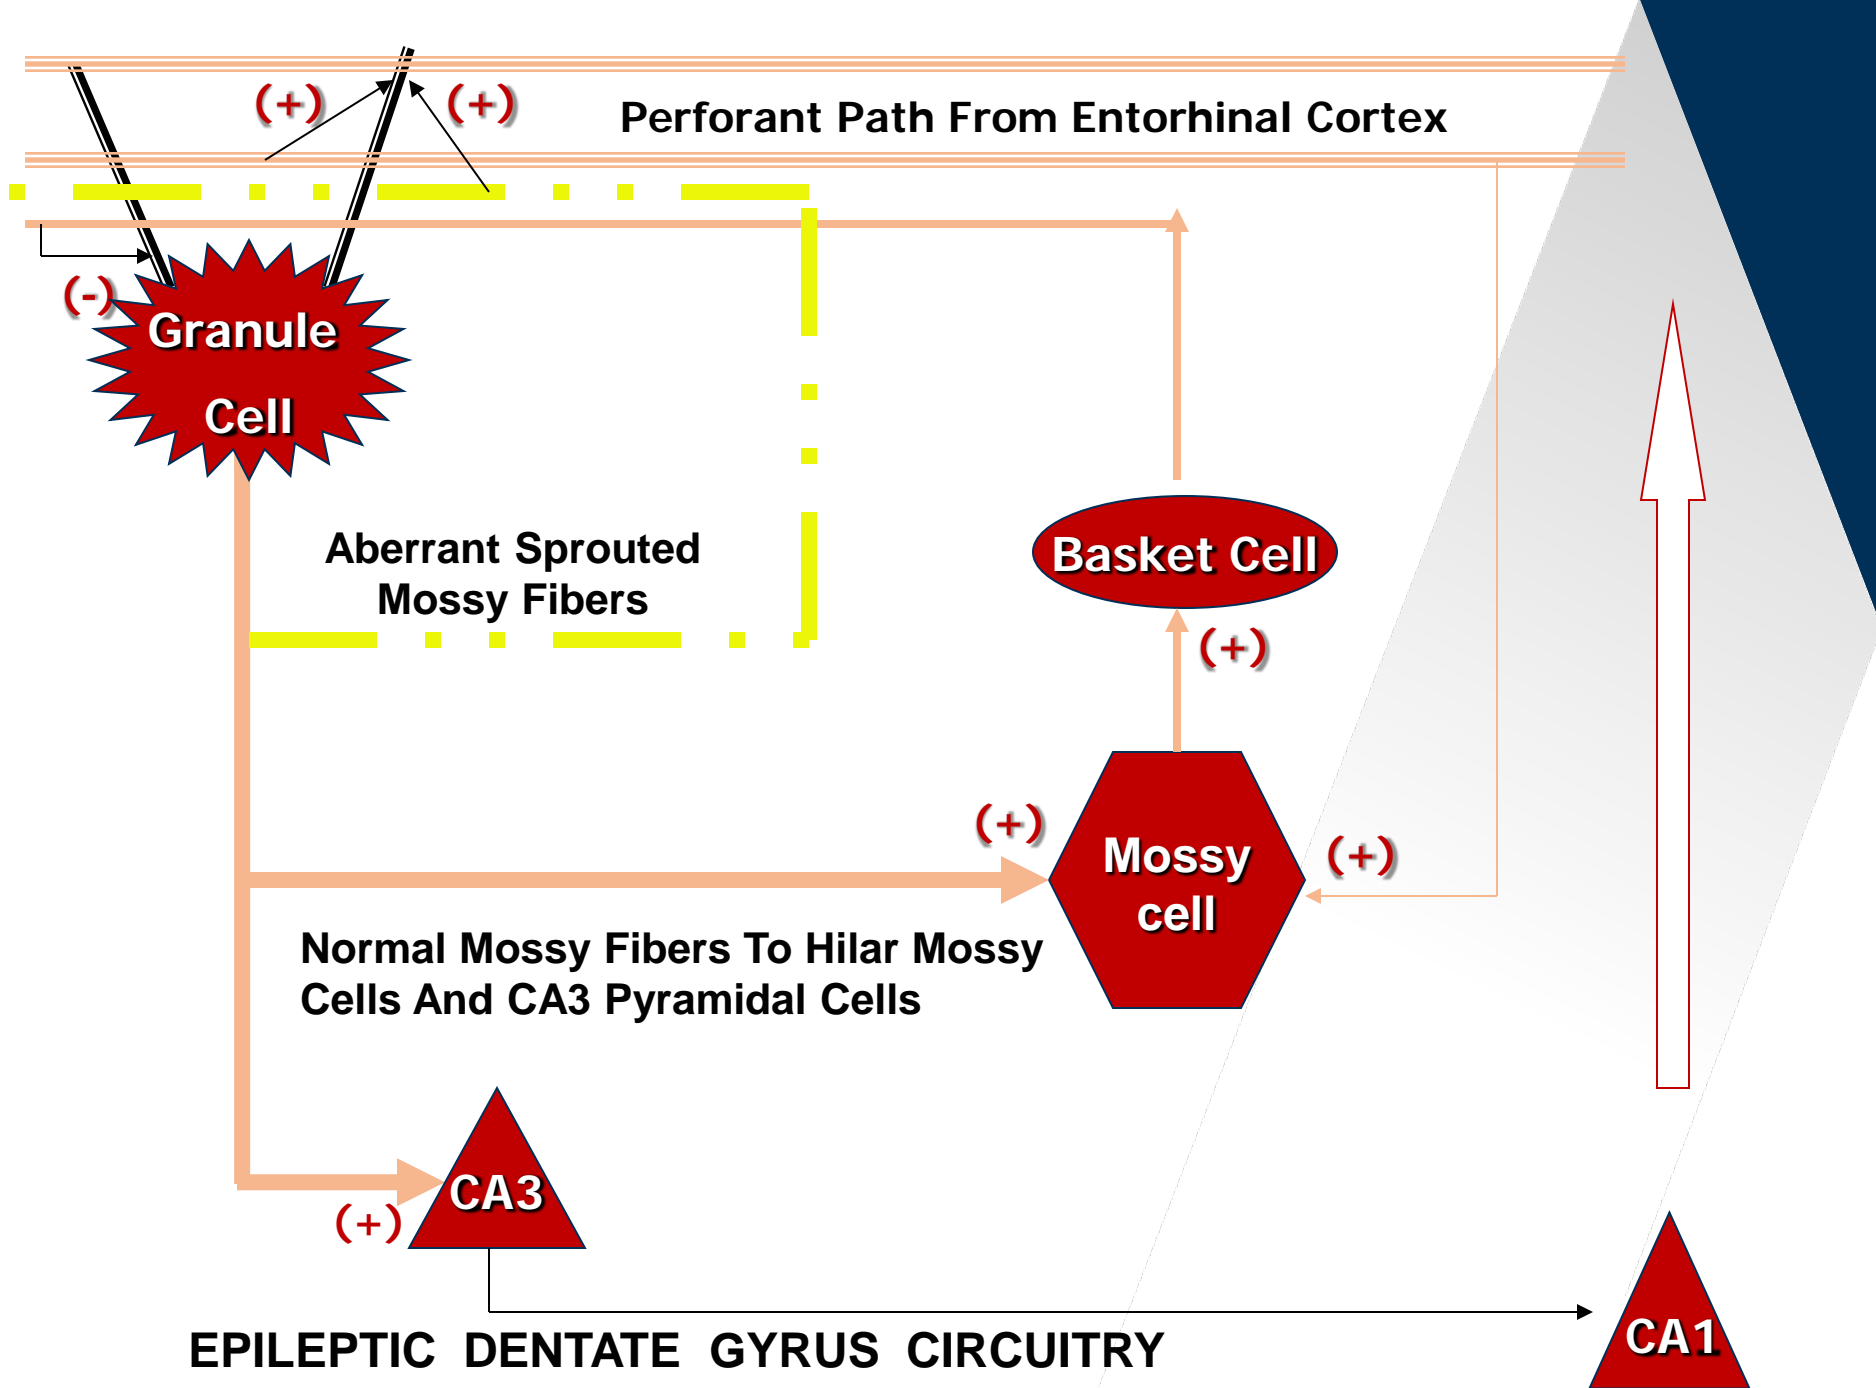 (+)
(+)
Perforant Path From Entorhinal Cortex
(-)
Granule
Cell
Aberrant Sprouted
Mossy Fibers
Basket Cell
(+)
(+)
Mossy
cell
(+)
Normal Mossy Fibers To Hilar Mossy
Cells And CA3 Pyramidal Cells
CA3
(+)
EPILEPTIC DENTATE GYRUS CIRCUITRY
CA1